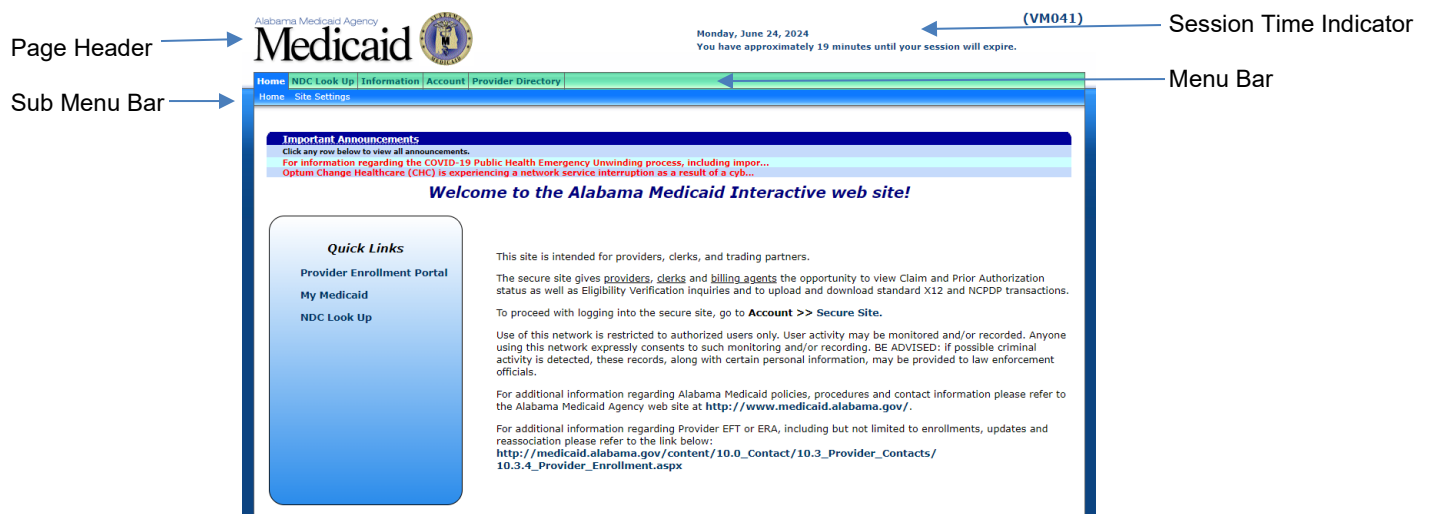 Alabama Medicaid Agency
Medicaid
(VM041)
Monday, June 24, 2024
You have approximately 19 minutes until your session will expire.
Session Time Indicator
Page Header
Home NDC Look Up Information Account Provider Directory
Menu Bar
Home Site Settings
Sub Menu Bar
Important Announcements
Click any row below to view all announcements.
For information regarding the COVID-19 Public Health Emergency Unwinding process, including impor...
Optum Change Healthcare (CHC) is experiencing a network service interruption as a result of a cyb...
Welcome to the Alabama Medicaid Interactive web site!
Quick Links
Provider Enrollment Portal
My Medicaid
NDC Look Up
This site is intended for providers, clerks, and trading partners.
The secure site gives providers, clerks and billing agents the opportunity to view Claim and Prior Authorization
status as well as Eligibility Verification inquiries and to upload and download standard X12 and NCPDP transactions.
To proceed with logging into the secure site, go to Account >> Secure Site.
Use of this network is restricted to authorized users only. User activity may be monitored and/or recorded. Anyone
using this network expressly consents to such monitoring and/or recording. BE ADVISED: if possible criminal
activity is detected, these records, along with certain personal information, may be provided to law enforcement
officials.
For additional information regarding Alabama Medicaid policies, procedures and contact information please refer to
the Alabama Medicaid Agency web site at http://www.medicaid.alabama.gov/.
For additional information regarding Provider EFT or ERA, including but not limited to enrollments, updates and
reassociation please refer to the link below:
http://medicaid.alabama.gov/content/10.0_Contact/10.3_Provider_Contacts/
10.3.4_Provider_Enrollment.aspx